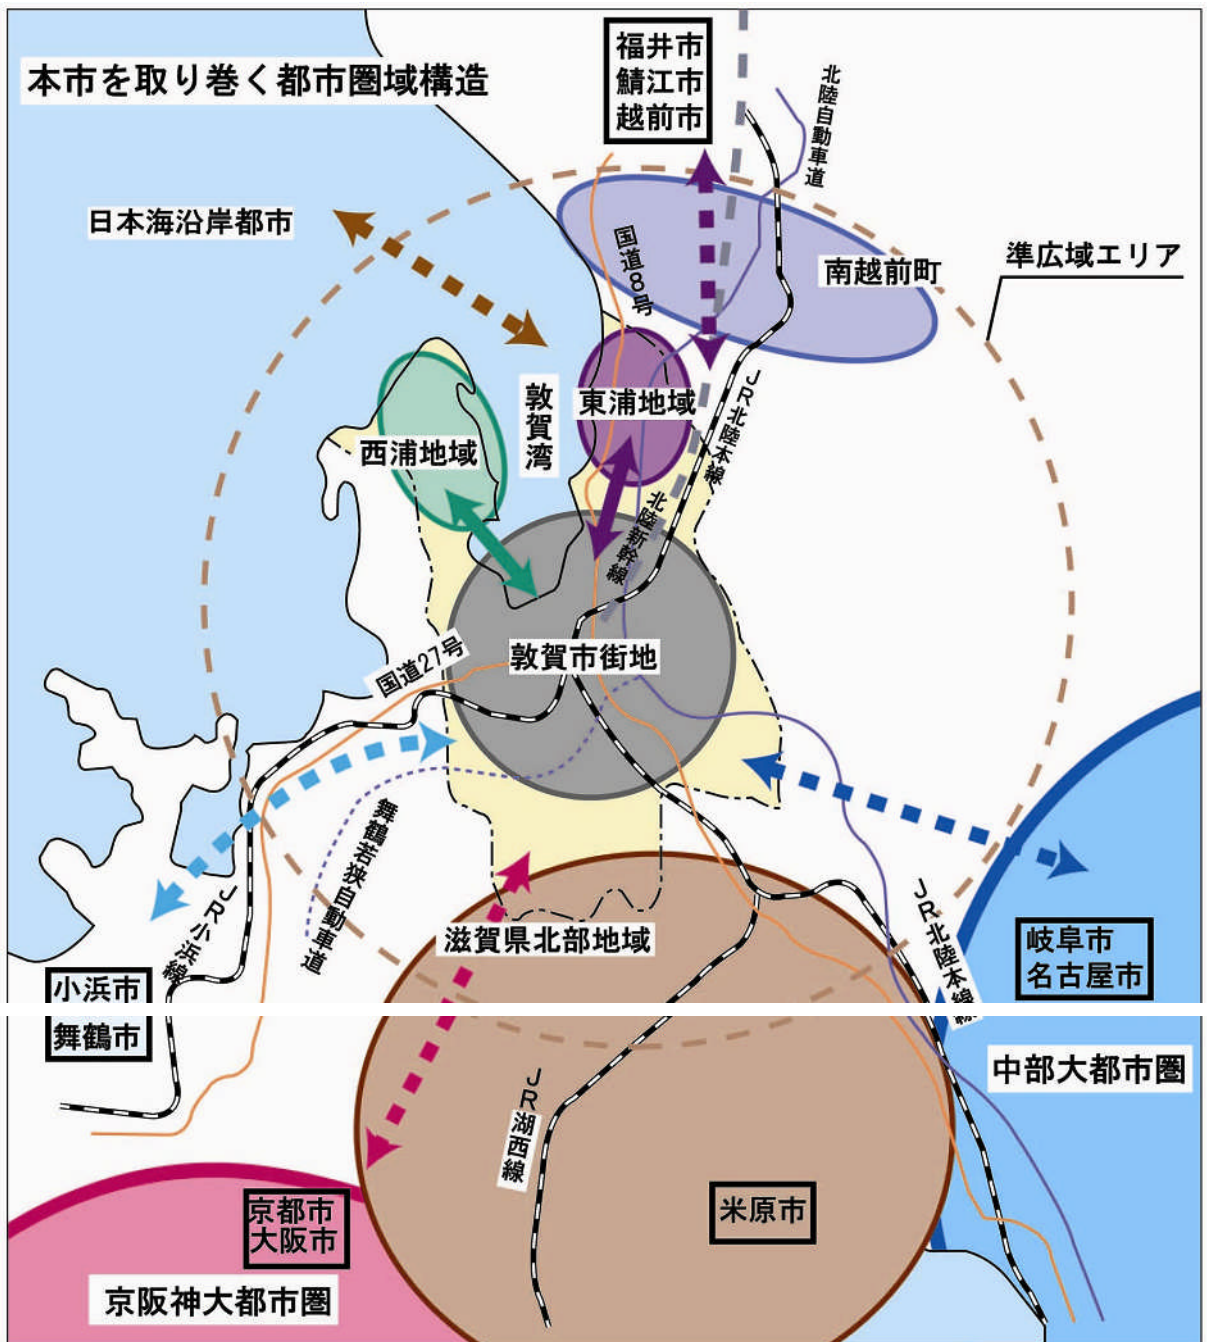 本市を取り巻く都市圏域構造
福井市
鯖江市
越前市
北陸自動車道
日本海沿岸都市
国道8号
南越前町
準広域エリア
敦賀湾
東浦地域
JR北陸本線
西浦地域
北陸新幹線
敦賀市街地
国道27号
舞鶴若狭自動車道
JR小浜線
滋賀県北部地域
JR北陸本線
岐阜市
名古屋市
小浜市
舞鶴市
中部大都市圏
JR湖西線
京都市
大阪市
米原市
京阪神大都市圏